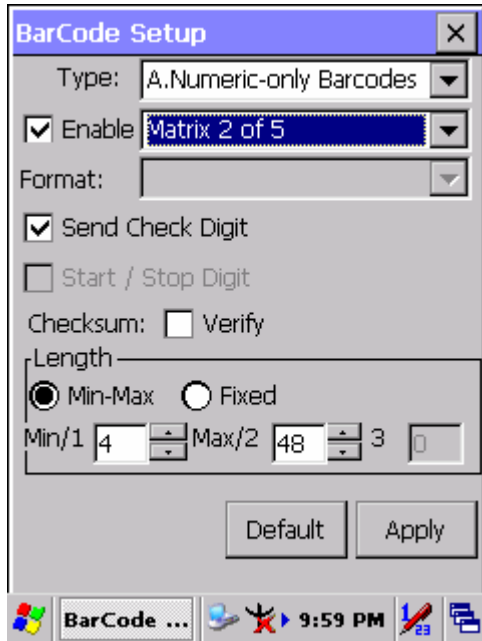 BarCode Setup
Type: A.Numeric-only Barcodes
Enable Matrix 2 of 5
Format:
Send Check Digit
Start / Stop Digit
Checksum: Verify
Length
Min-Max Fixed
Min/1 4 Max/2 48 3 0
Default Apply
BarCode ... 9:59 PM 123